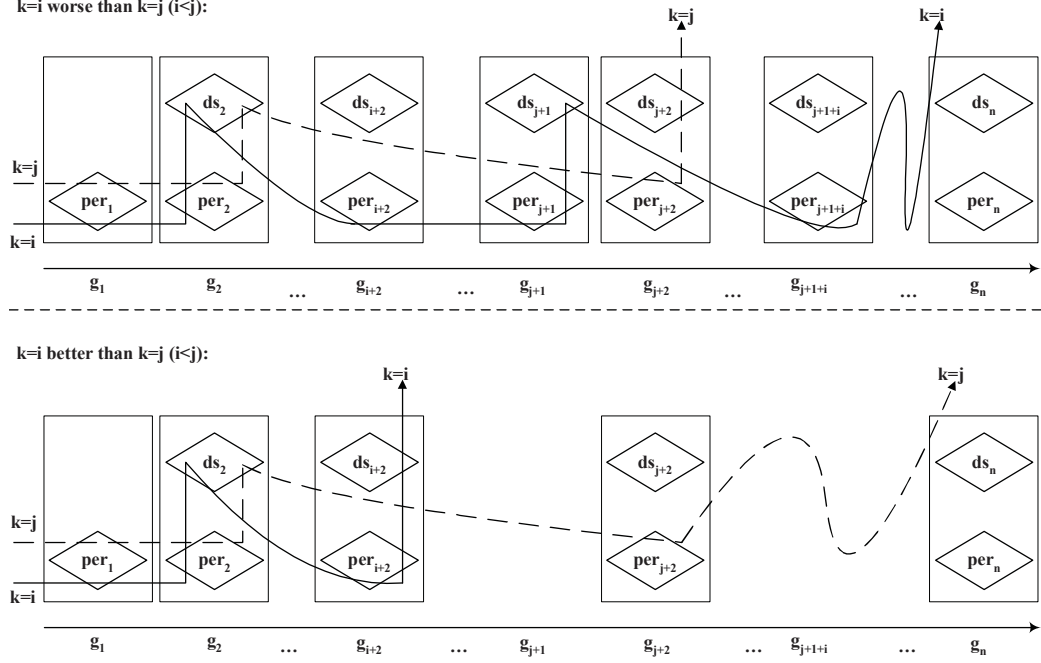 k=i worse than k=j (i<j):
k=j k=i
ds2 dsi+2 dsj+1 dsj+2 dsj+1+i dsn
k=j
per1 per2 peri+2 perj+1 perj+2 perj+1+i pern
k=i
g1 g2 ... gi+2 ... gj+1 gj+2 ... gj+1+i ... gn
k=i better than k=j (i<j):
k=i k=j
ds2 dsi+2 dsj+2 dsn
k=j
per1 per2 peri+2 perj+2 pern
k=i
g1 g2 ... gi+2 ... gj+1 gj+2 ... gj+1+i ... gn